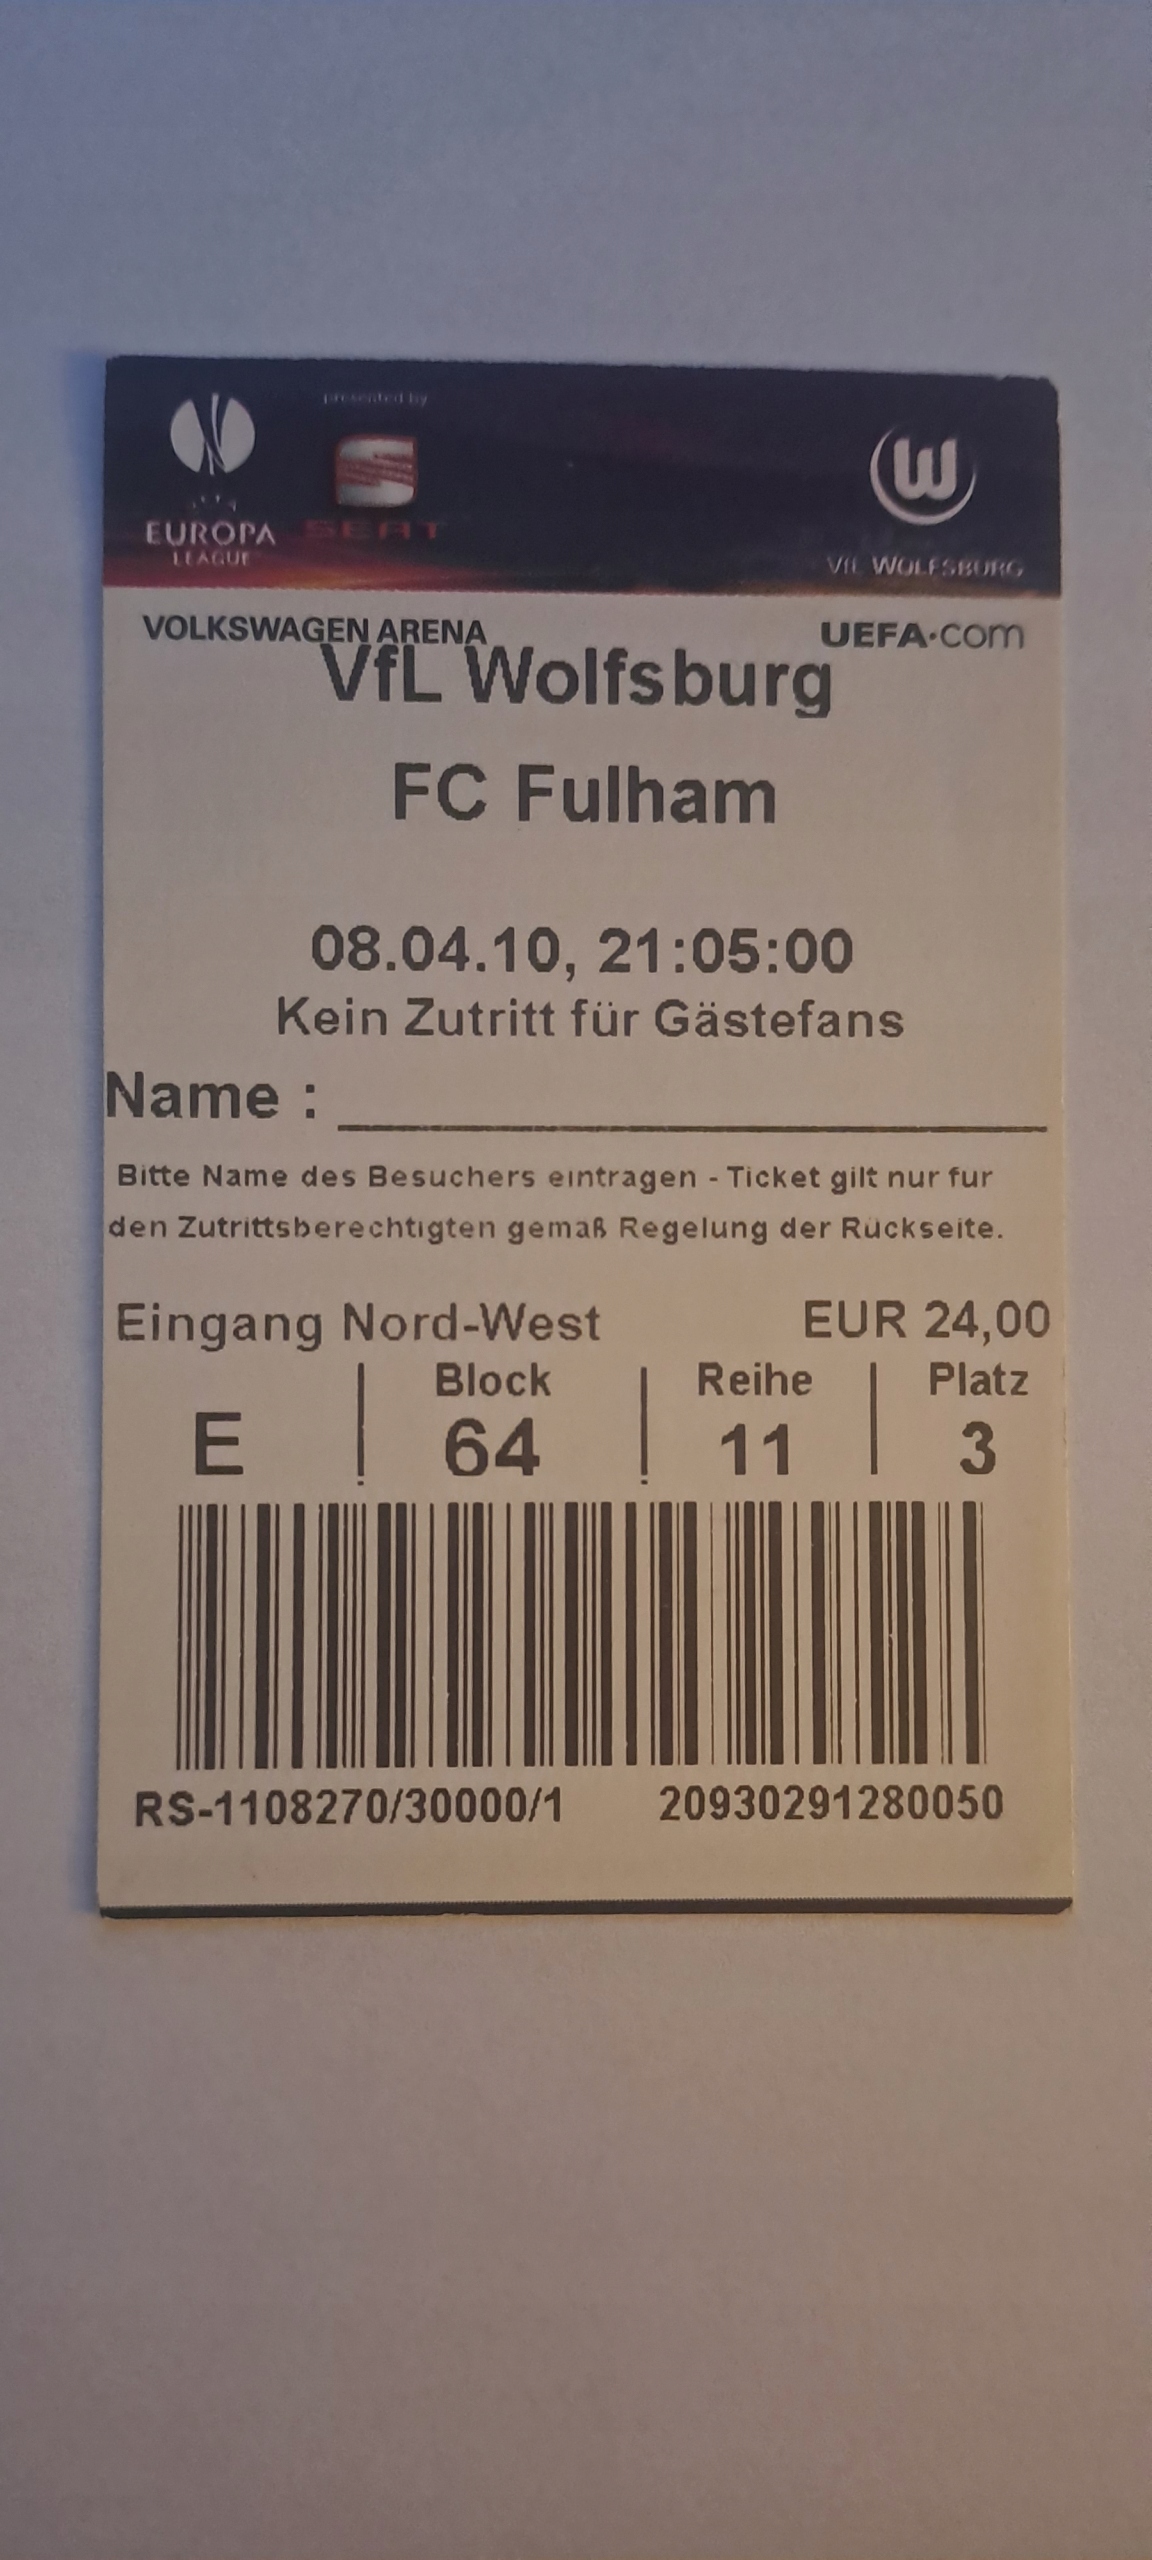 presented by
EUROPA
LEAGUE
SEAT
W
VfL WOLFSBURG
VOLKSWAGEN ARENA UEFA•com
VfL Wolfsburg
FC Fulham
08.04.10, 21:05:00
Kein Zutritt für Gästefans
Name :
Bitte Name des Besuchers eintragen - Ticket gilt nur fur
den Zutrittsberechtigten gemaß Regelung der Rückseite.
Eingang Nord-West EUR 24,00
Block Reihe Platz
E 64 11 3
RS-1108270/30000/1 20930291280050